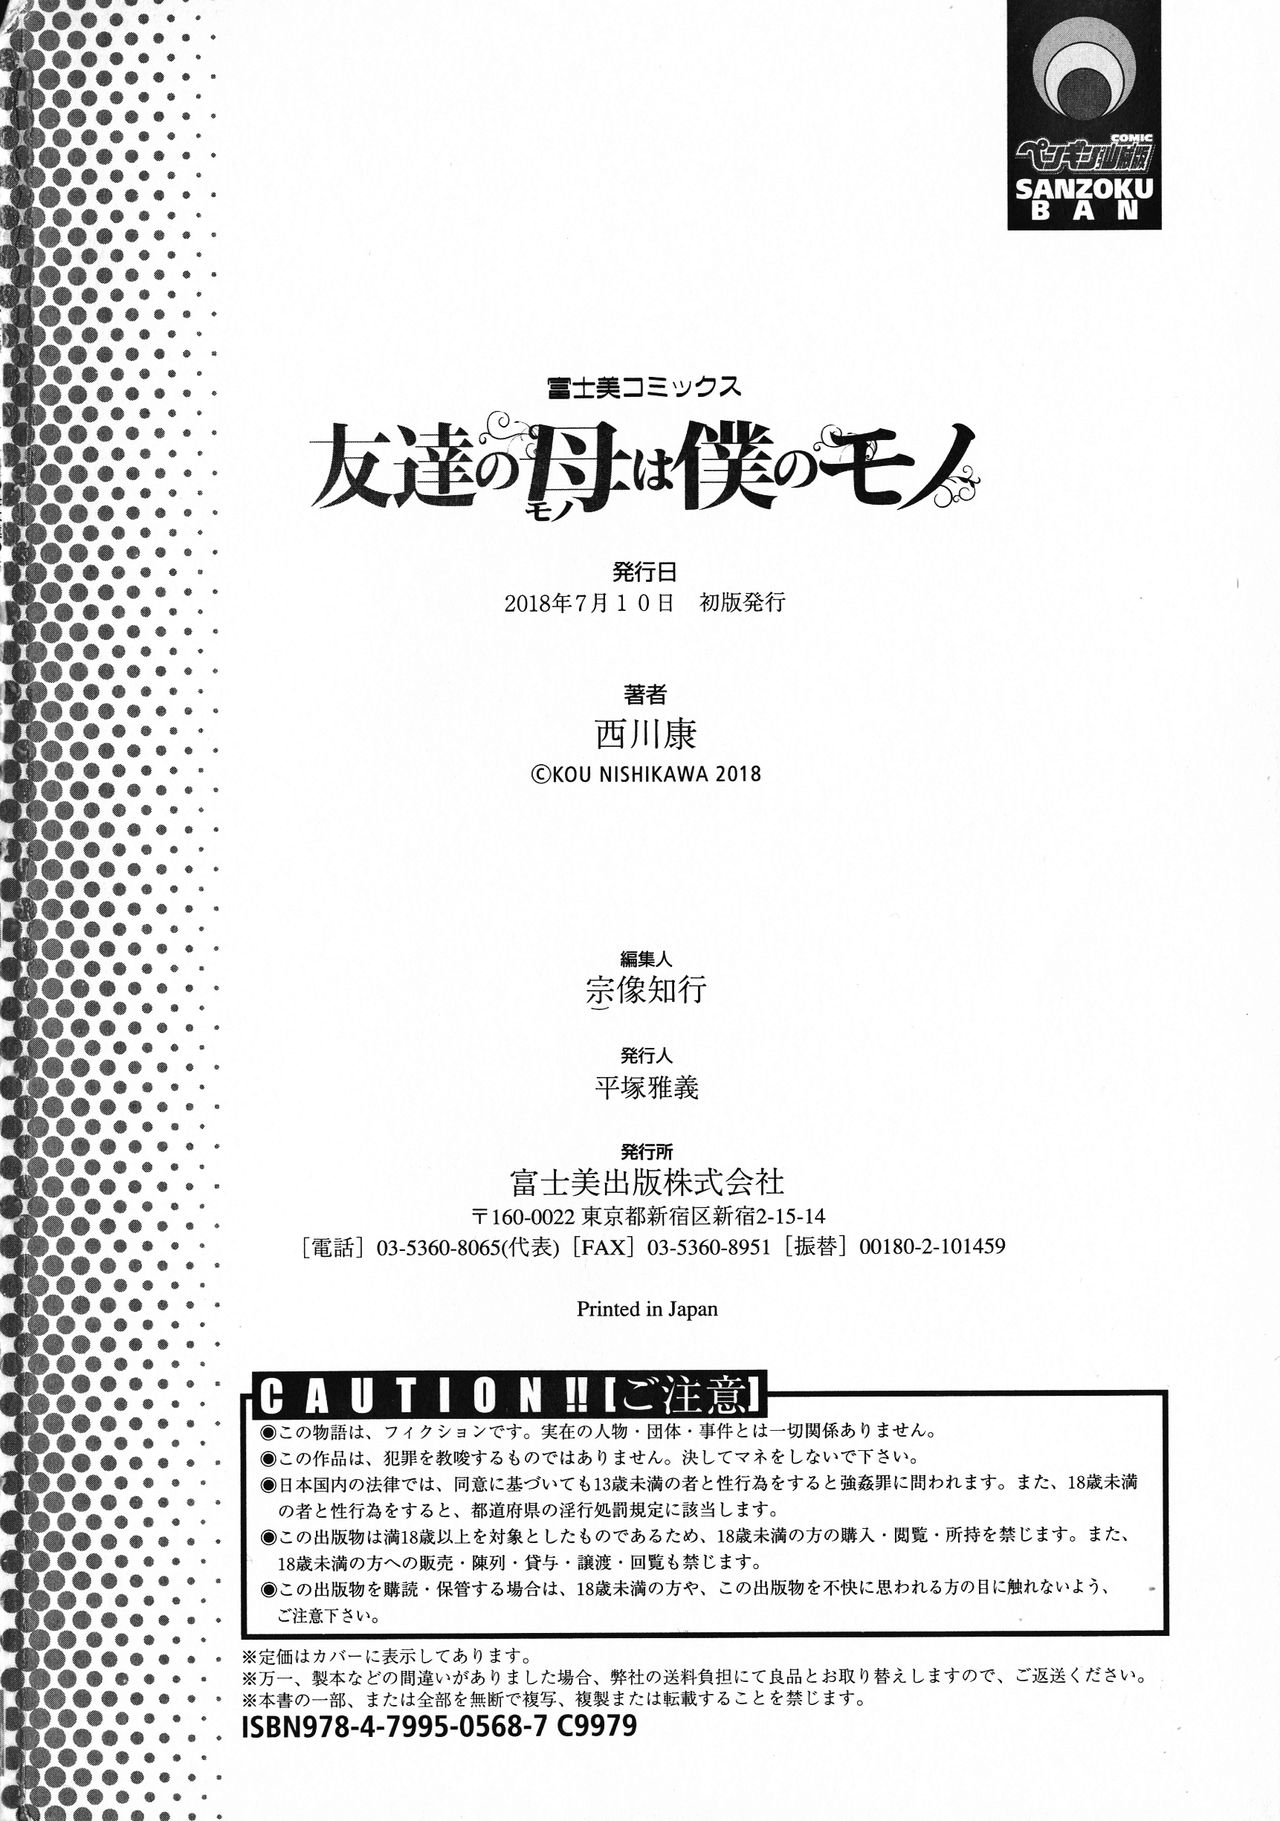 COMIC
ペンギンクラブ山賊版
SANZOKU
BAN
富士美コミックス
友達の母は僕のモノ
モノ
発行日
2018年7月10日　初版発行
著者
西川康
©KOU NISHIKAWA 2018
編集人
宗像知行
発行人
平塚雅義
発行所
富士美出版株式会社
〒160-0022 東京都新宿区新宿2-15-14
［電話］03-5360-8065(代表)［FAX］03-5360-8951［振替］00180-2-101459
Printed in Japan
CAUTION!!【ご注意】
◉この物語は、フィクションです。実在の人物・団体・事件とは一切関係ありません。
◉この作品は、犯罪を教唆するものではありません。決してマネをしないで下さい。
◉日本国内の法律では、同意に基づいても13歳未満の者と性行為をすると強姦罪に問われます。また、18歳未満
の者と性行為をすると、都道府県の淫行処罰規定に該当します。
◉この出版物は満18歳以上を対象としたものであるため、18歳未満の方の購入・閲覧・所持を禁じます。また、
18歳未満の方への販売・陳列・貸与・譲渡・回覧も禁じます。
◉この出版物を購読・保管する場合は、18歳未満の方や、この出版物を不快に思われる方の目に触れないよう、
ご注意下さい。
※定価はカバーに表示してあります。
※万一、製本などの間違いがありました場合、弊社の送料負担にて良品とお取り替えしますので、ご返送ください。
※本書の一部、または全部を無断で複写、複製または転載することを禁じます。
ISBN978-4-7995-0568-7 C9979